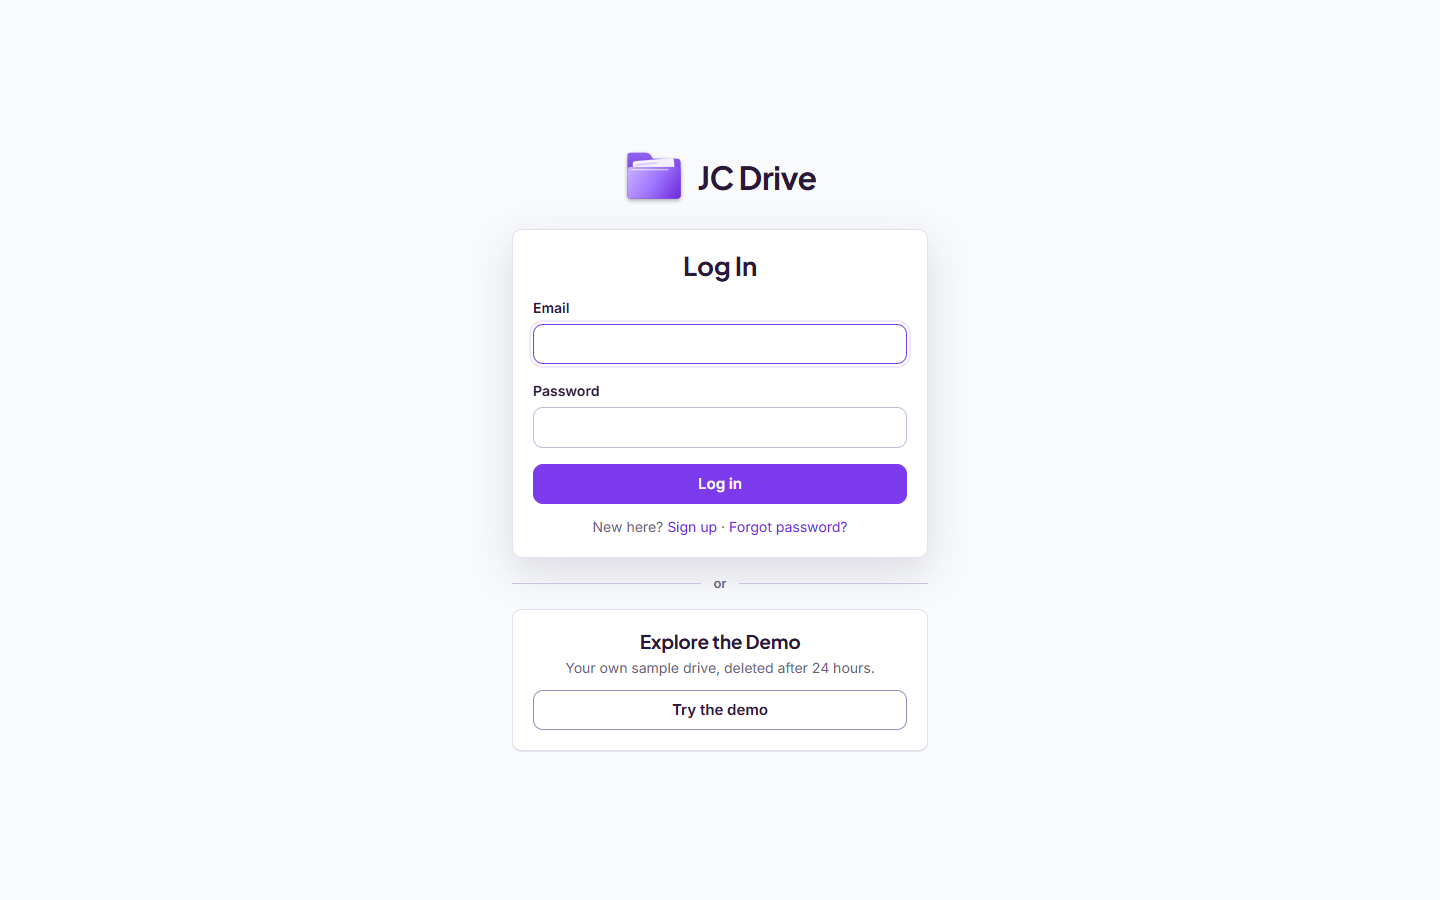 JC Drive
Log In
Email
Password
Log in
New here? Sign up · Forgot password?
or
Explore the Demo
Your own sample drive, deleted after 24 hours.
Try the demo